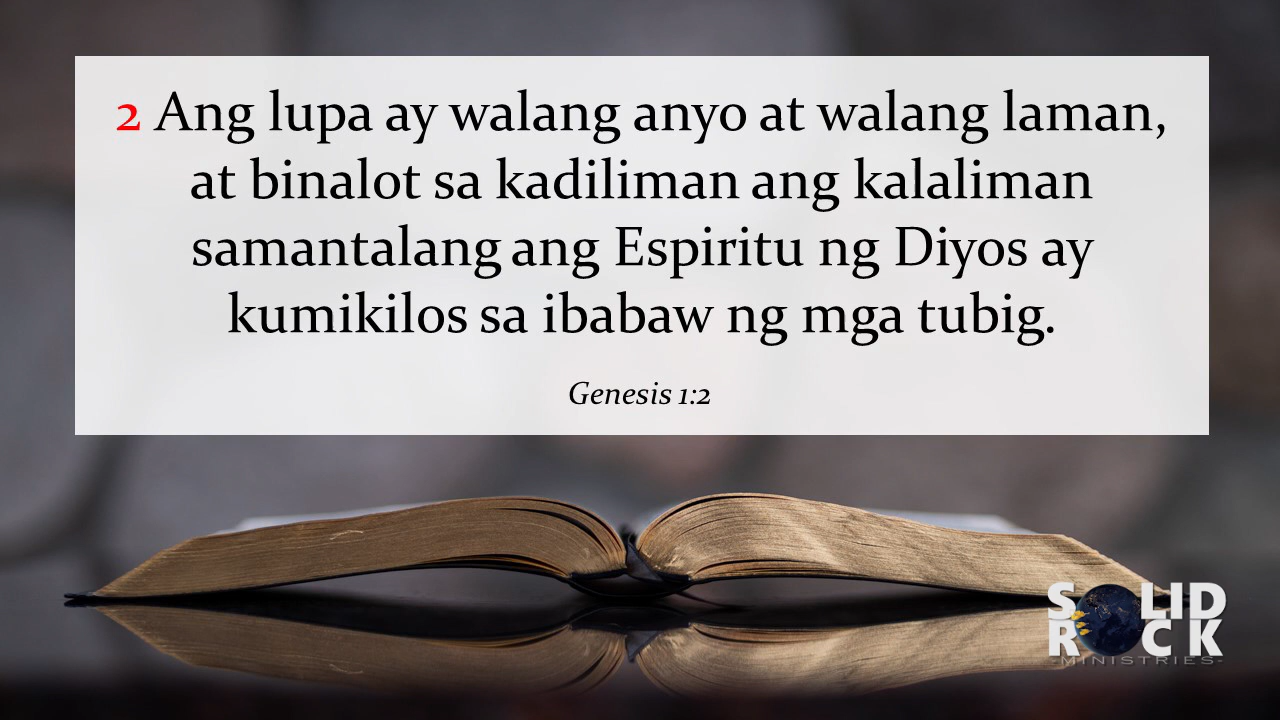 2 Ang lupa ay walang anyo at walang laman,
at binalot sa kadiliman ang kalaliman
samantalang ang Espiritu ng Diyos ay
kumikilos sa ibabaw ng mga tubig.
Genesis 1:2
SOLID
ROCK
-MINISTRIES-